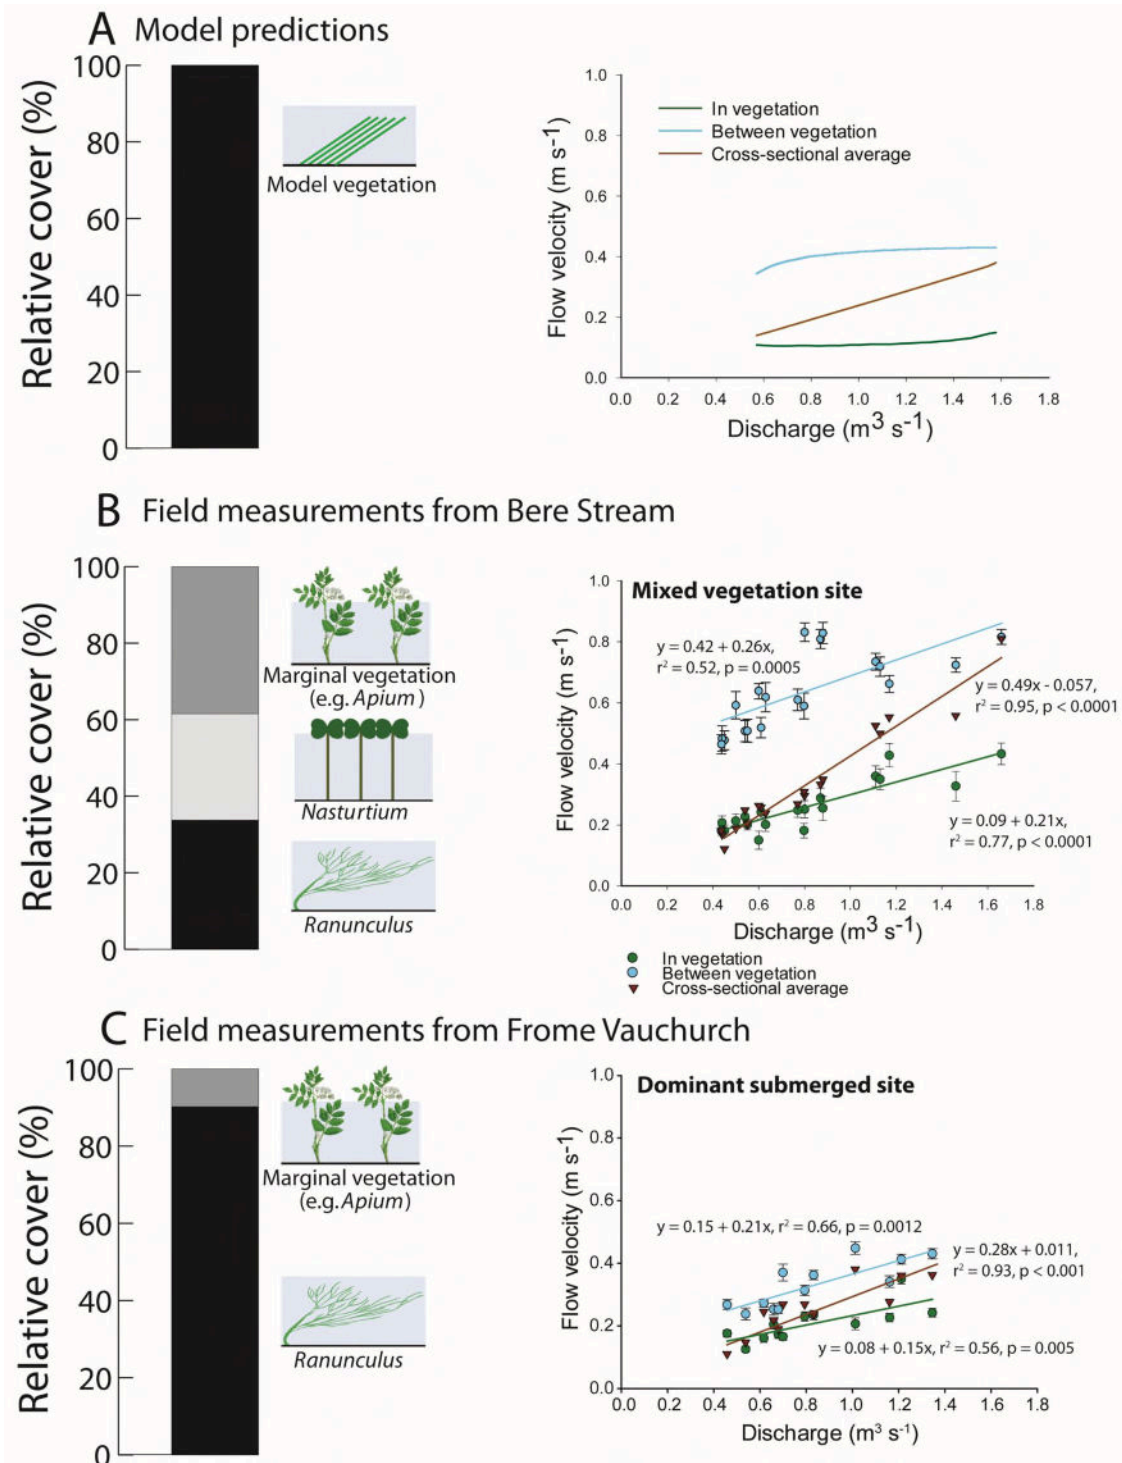 A Model predictions
Relative cover (%)
100
80
60
40
20
0
Model vegetation
Flow velocity (m s-1)
1.0
0.8
0.6
0.4
0.2
0.0
In vegetation
Between vegetation
Cross-sectional average
0.0 0.2 0.4 0.6 0.8 1.0 1.2 1.4 1.6 1.8
Discharge (m3 s-1)
B Field measurements from Bere Stream
Relative cover (%)
100
80
60
40
20
0
Marginal vegetation
(e.g. Apium)
Nasturtium
Ranunculus
Mixed vegetation site
Flow velocity (m s-1)
1.0
0.8
0.6
0.4
0.2
0.0
y = 0.42 + 0.26x,
r2 = 0.52, p = 0.0005
y = 0.49x - 0.057,
r2 = 0.95, p < 0.0001
y = 0.09 + 0.21x,
r2 = 0.77, p < 0.0001
0.0 0.2 0.4 0.6 0.8 1.0 1.2 1.4 1.6 1.8
Discharge (m3 s-1)
In vegetation
Between vegetation
Cross-sectional average
C Field measurements from Frome Vauchurch
Relative cover (%)
100
80
60
40
20
0
Marginal vegetation
(e.g. Apium)
Ranunculus
Dominant submerged site
Flow velocity (m s-1)
1.0
0.8
0.6
0.4
0.2
0.0
y = 0.15 + 0.21x, r2 = 0.66, p = 0.0012
y = 0.28x + 0.011,
r2 = 0.93, p < 0.001
y = 0.08 + 0.15x, r2 = 0.56, p = 0.005
0.0 0.2 0.4 0.6 0.8 1.0 1.2 1.4 1.6 1.8
Discharge (m3 s-1)